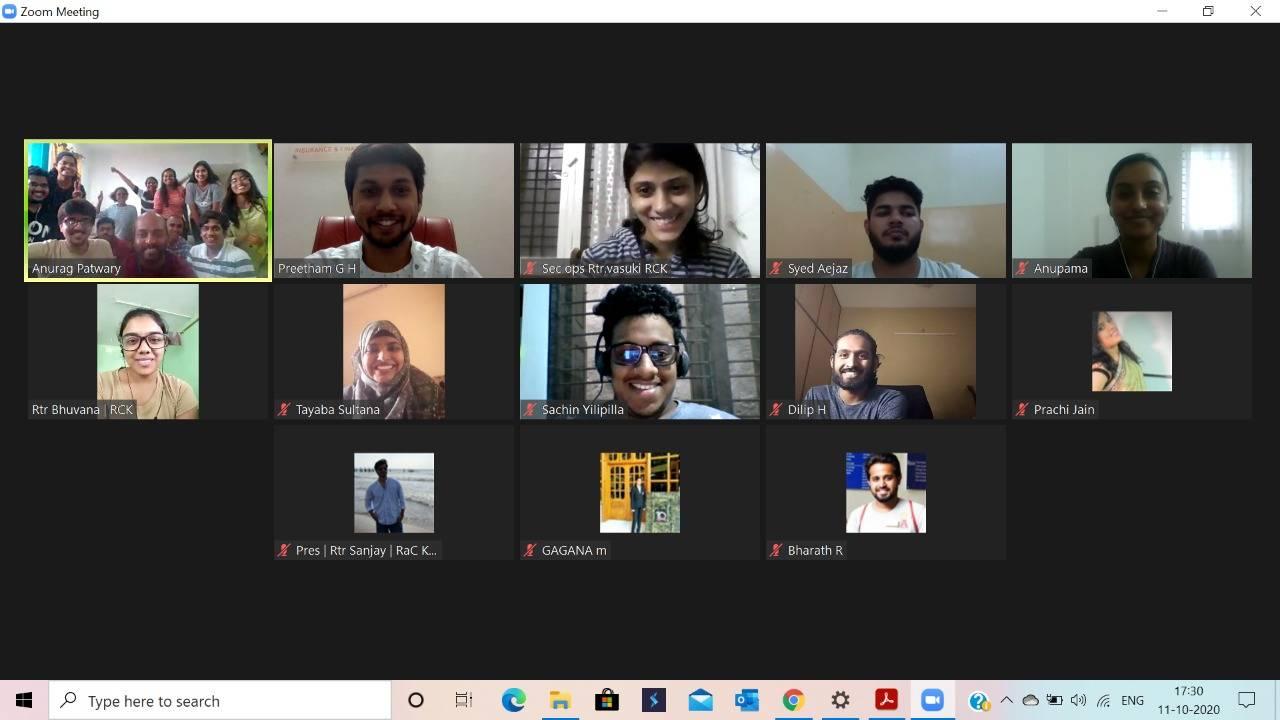 Zoom Meeting
INSURANCE &
Anurag Patwary
Preetham G H
Sec ops Rtr.vasuki RCK
Syed Aejaz
Anupama
Rtr Bhuvana | RCK
Tayaba Sultana
Sachin Yilipilla
Dilip H
Prachi Jain
Pres | Rtr Sanjay | RaC K...
GAGANA m
Bharath R
Type here to search
ENG
17:30
11-10-2020